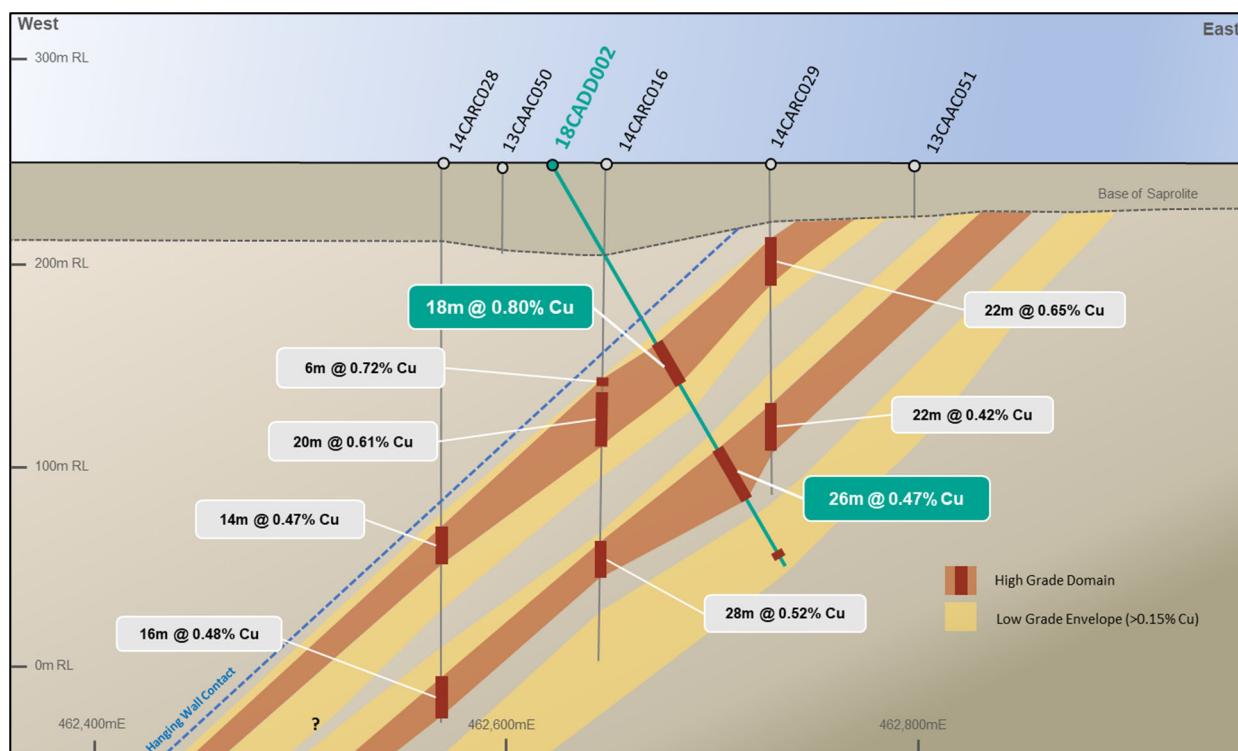 West
East
300m RL
14CARC028
13CAAC050
18CADD002
14CARC016
14CARC029
13CAAC051
Base of Saprolite
200m RL
18m @ 0.80% Cu
22m @ 0.65% Cu
6m @ 0.72% Cu
20m @ 0.61% Cu
22m @ 0.42% Cu
100m RL
26m @ 0.47% Cu
14m @ 0.47% Cu
High Grade Domain
28m @ 0.52% Cu
Low Grade Envelope (>0.15% Cu)
16m @ 0.48% Cu
0m RL
Hanging Wall Contact
462,400mE
?
462,600mE
462,800mE